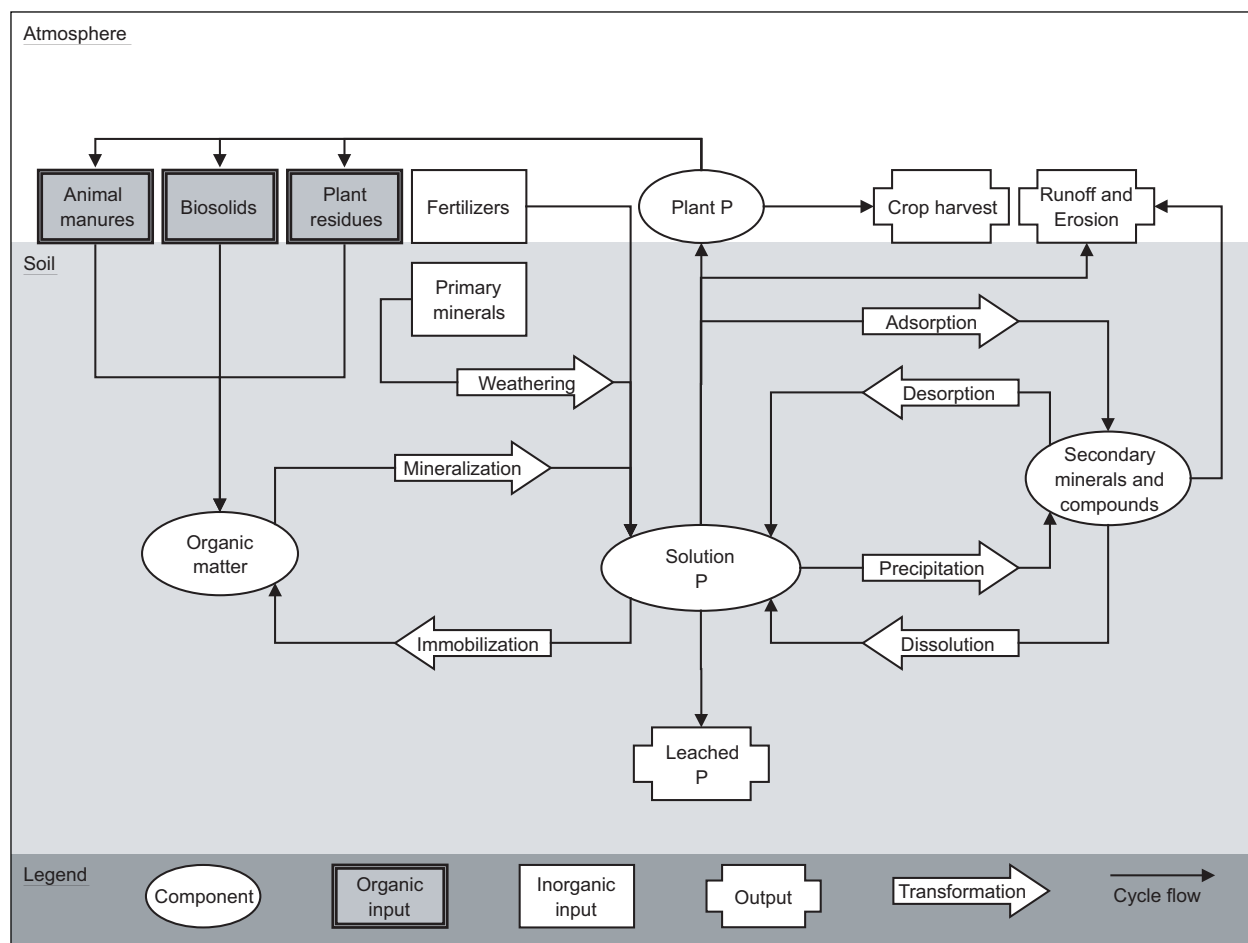 Atmosphere
Animal
manures
Biosolids
Plant
residues
Fertilizers
Plant P
Crop harvest
Runoff and
Erosion
Soil
Primary
minerals
Adsorption
Weathering
Desorption
Mineralization
Secondary
minerals and
compounds
Organic
matter
Solution
P
Precipitation
Immobilization
Dissolution
Leached
P
Legend
Component
Organic
input
Inorganic
input
Output
Transformation
Cycle flow